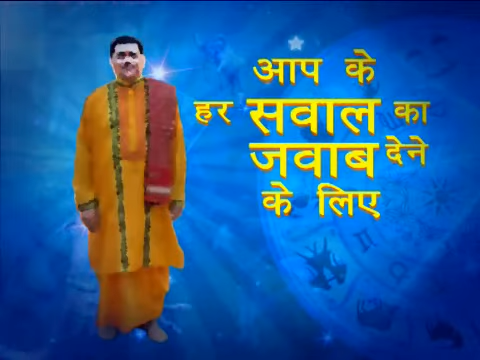 आप के
हर सवाल का
जवाब देने
के लिए